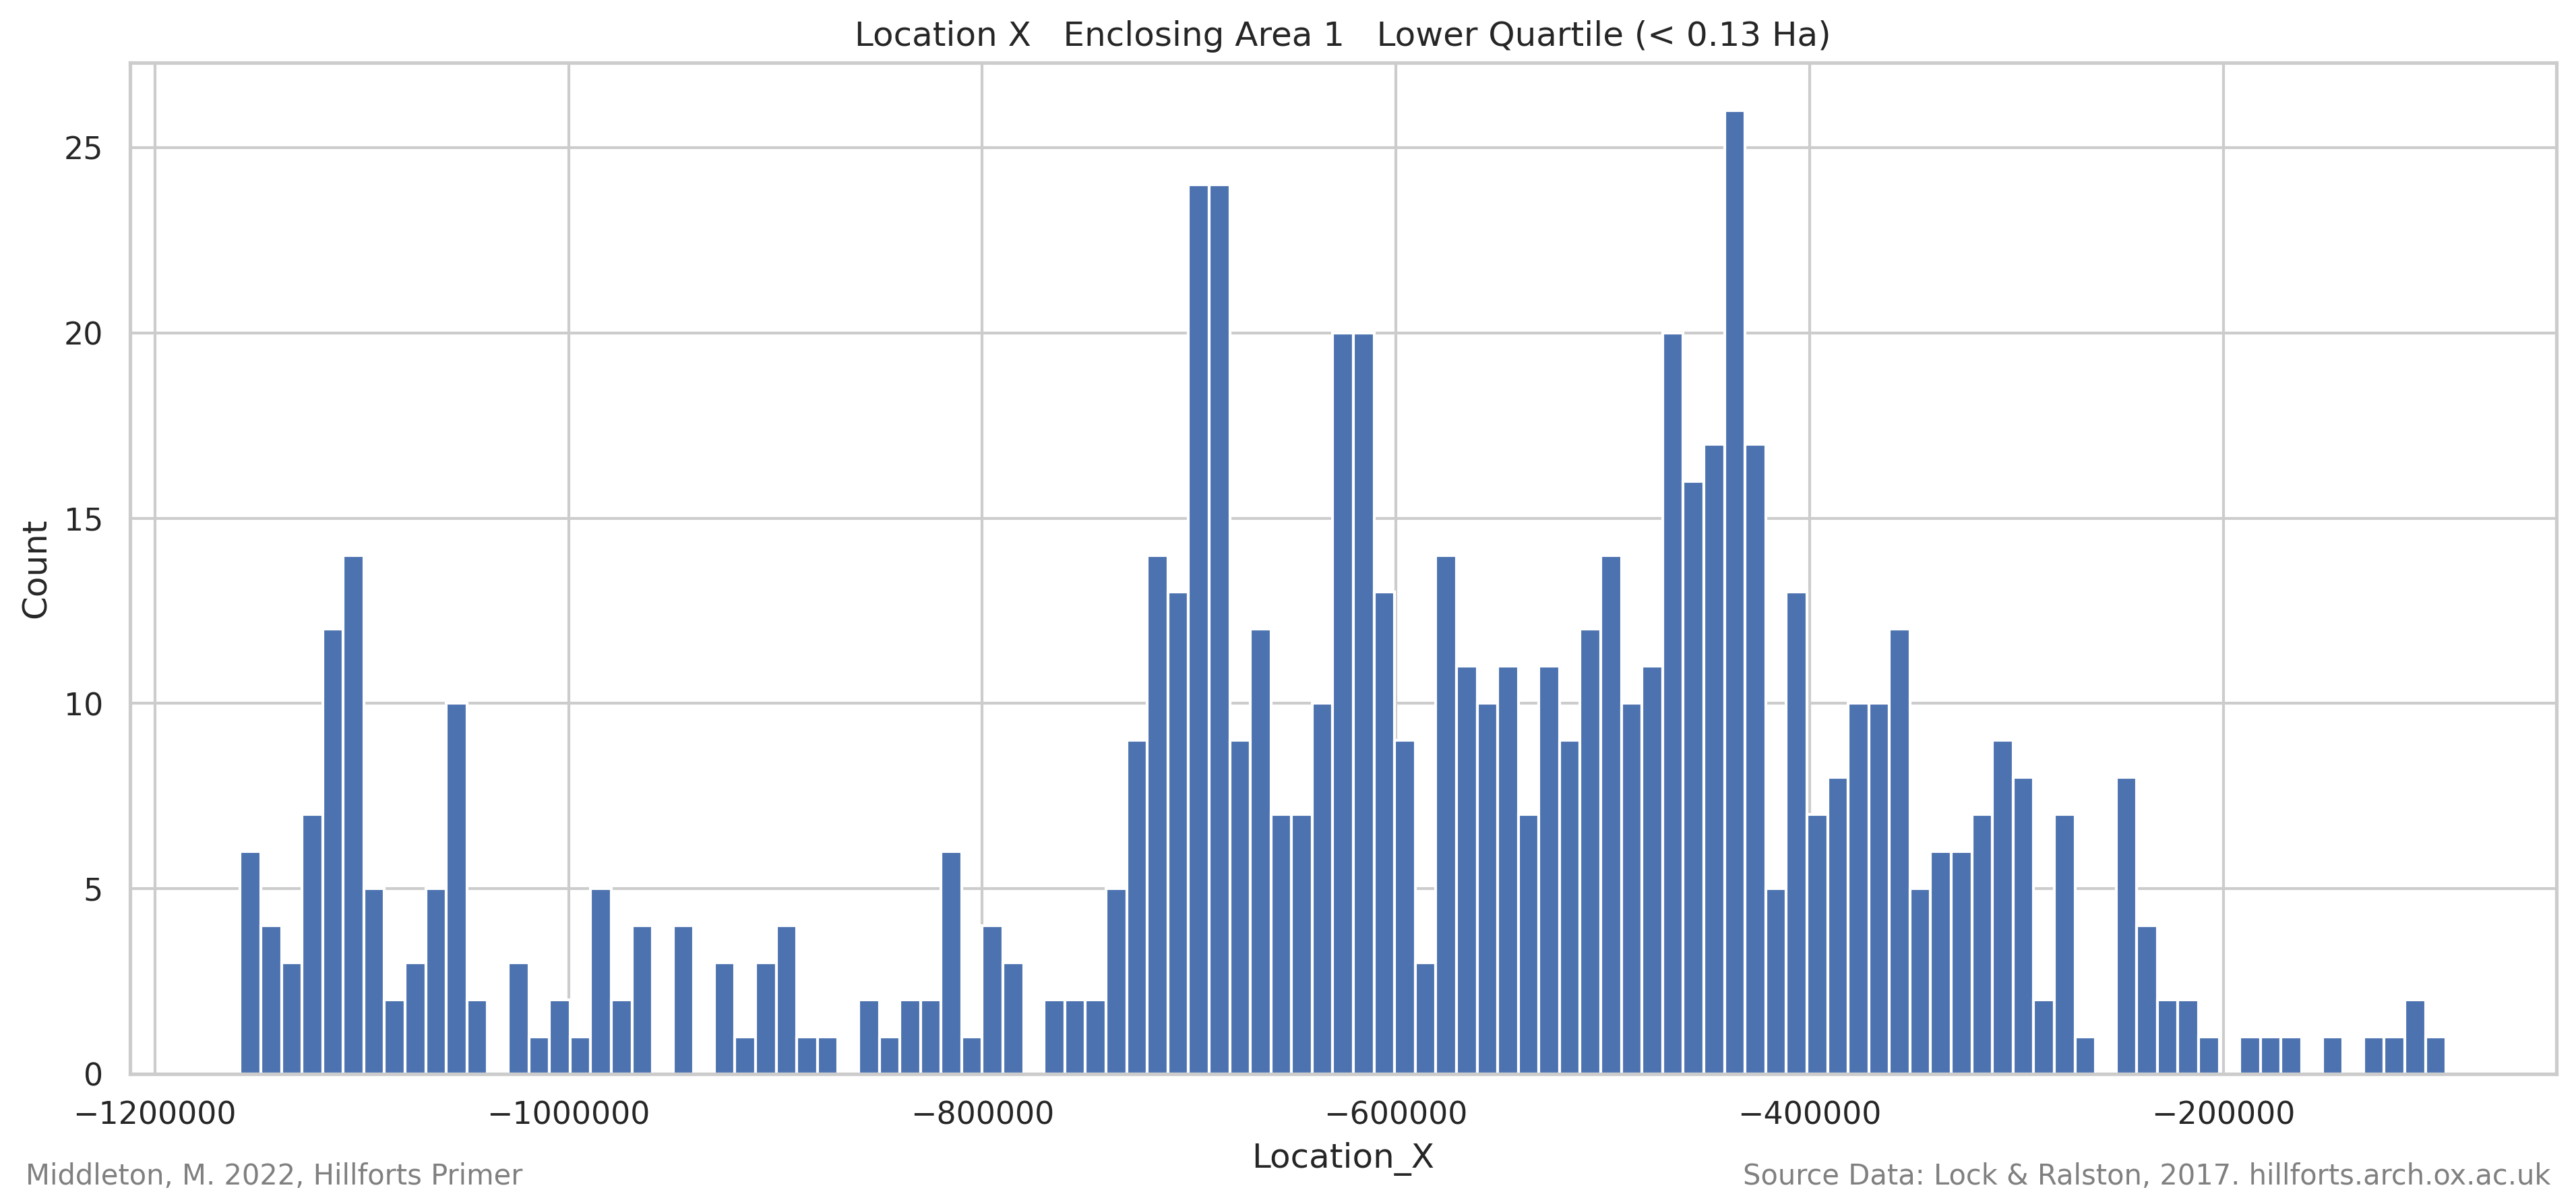 Location X   Enclosing Area 1   Lower Quartile (< 0.13 Ha)
Count
25
20
15
10
5
0
−1200000 −1000000 −800000 −600000 −400000 −200000
Location_X
Middleton, M. 2022, Hillforts Primer
Source Data: Lock & Ralston, 2017. hillforts.arch.ox.ac.uk